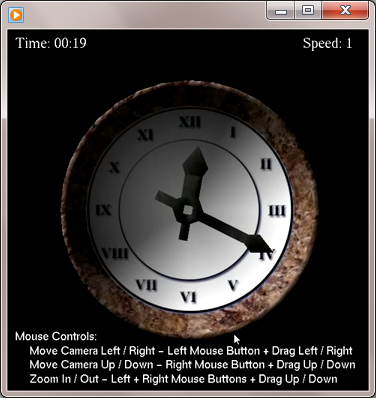 Time: 00:19
Speed: 1
XII
I
II
III
IV
V
VI
VII
VIII
IX
X
XI
Mouse Controls:
Move Camera Left / Right - Left Mouse Button + Drag Left / Right
Move Camera Up / Down - Right Mouse Button + Drag Up / Down
Zoom In / Out - Left + Right Mouse Buttons + Drag Up / Down